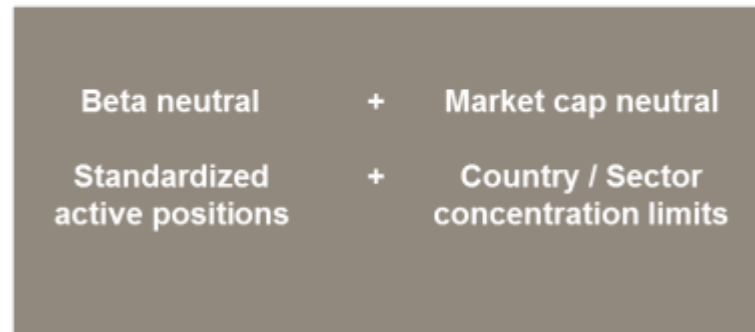 Beta neutral + Market cap neutral
Standardized + Country / Sector
active positions concentration limits